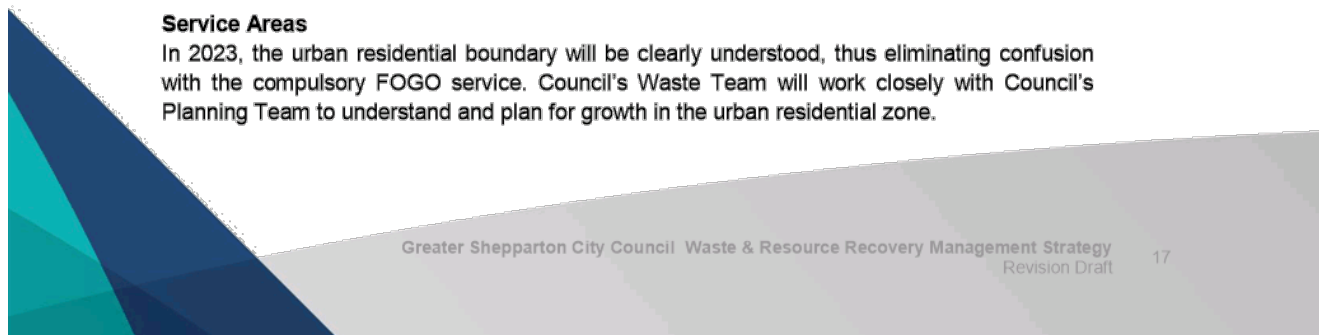 Service Areas
In 2023, the urban residential boundary will be clearly understood, thus eliminating confusion
with the compulsory FOGO service. Council's Waste Team will work closely with Council's
Planning Team to understand and plan for growth in the urban residential zone.
Greater Shepparton City Council Waste & Resource Recovery Management Strategy
Revision Draft
17